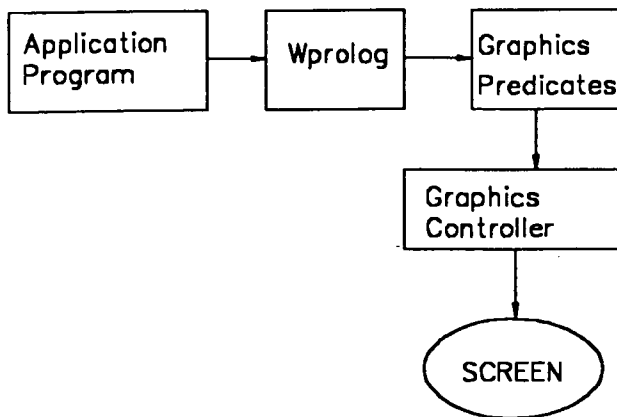 Application
Program
Wprolog
Graphics
Predicates
Graphics
Controller
SCREEN